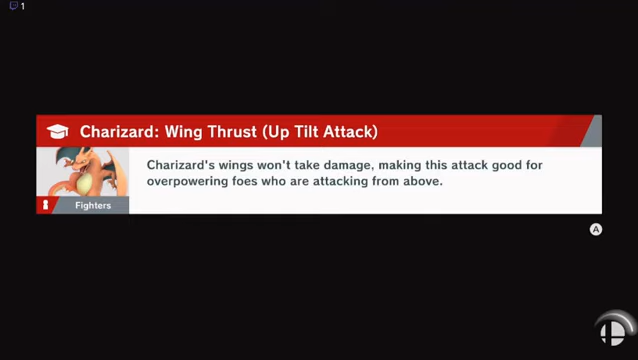 1
Charizard: Wing Thrust (Up Tilt Attack)
Charizard's wings won't take damage, making this attack good for
overpowering foes who are attacking from above.
Fighters
A